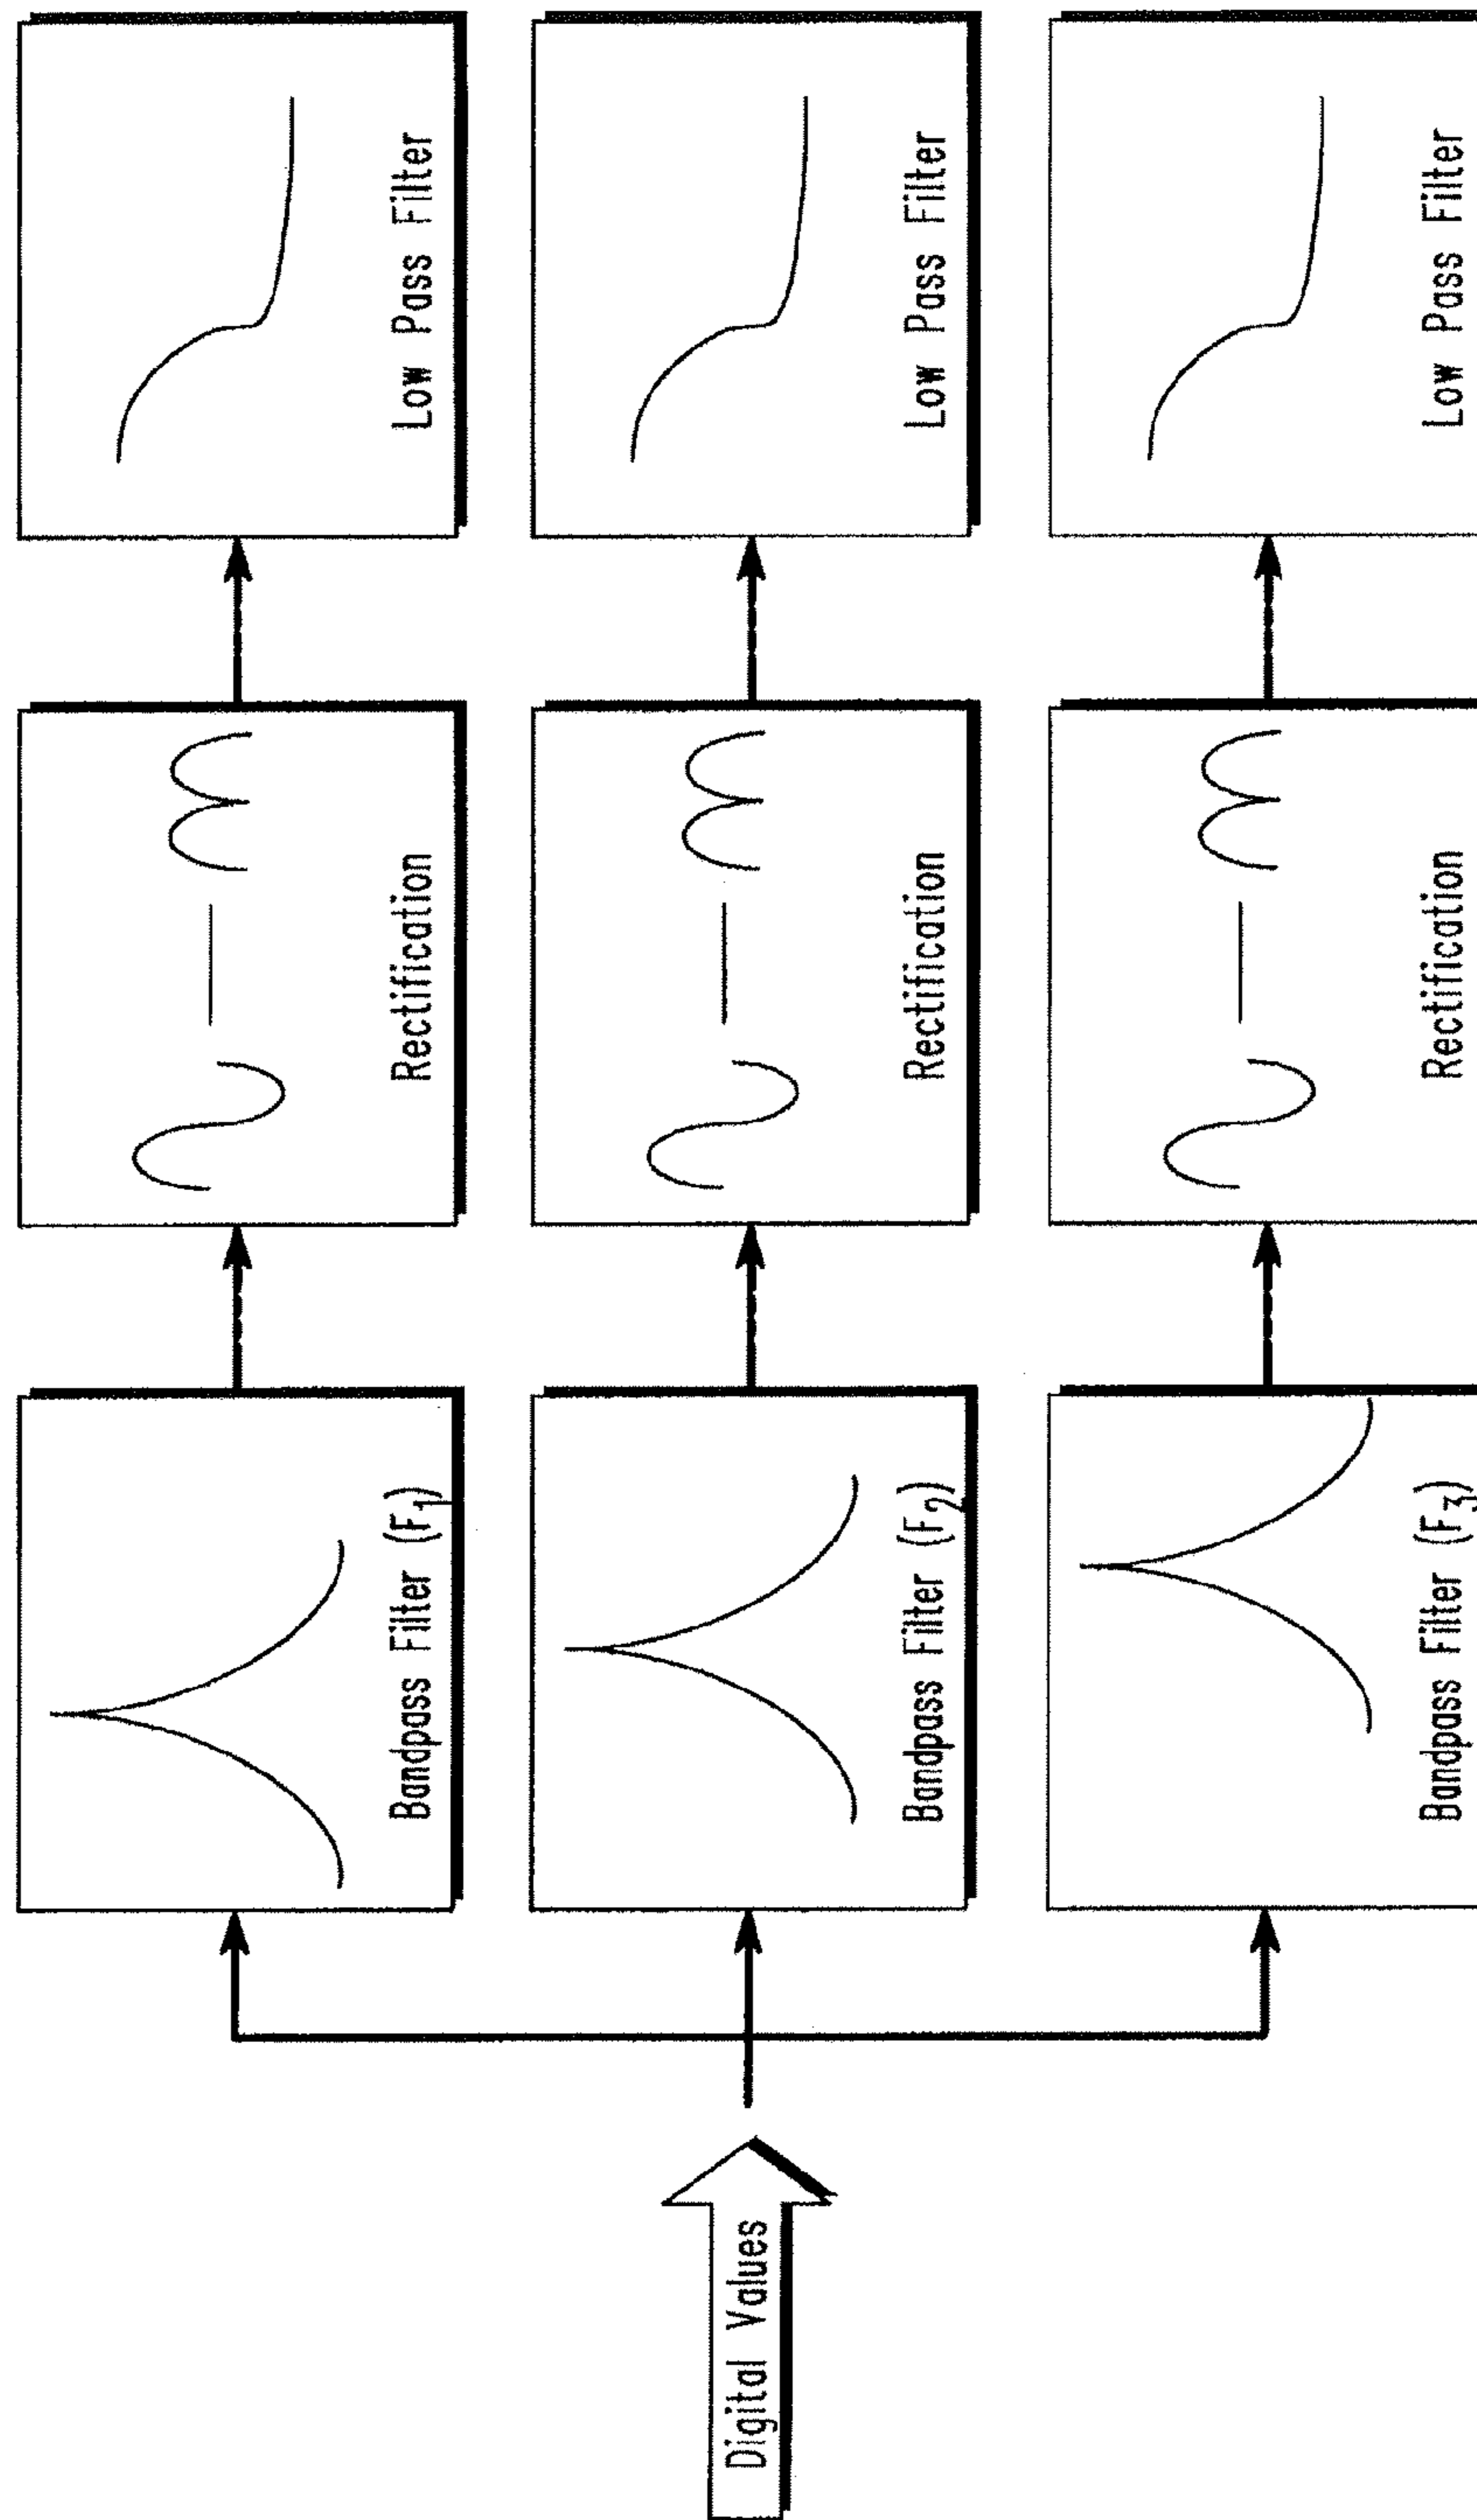 Digital Values
Bandpass Filter (F1)
Rectification
Low Pass Filter
Bandpass Filter (F2)
Rectification
Low Pass Filter
Bandpass Filter (F3)
Rectification
Low Pass Filter